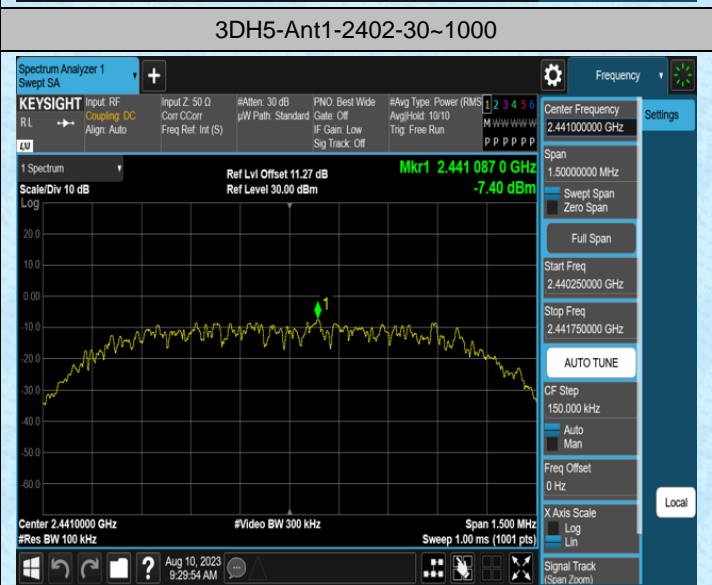 3DH5-Ant1-2402-30~1000
Spectrum Analyzer 1
Swept SA
+
Frequency
KEYSIGHT
RL
LXI
Input: RF
Coupling: DC
Align: Auto
Input Z: 50 Ω
Corr CCorr
Freq Ref: Int (S)
#Atten: 30 dB
µW Path: Standard
PNO: Best Wide
Gate: Off
IF Gain: Low
Sig Track: Off
#Avg Type: Power (RMS
Avg|Hold: 10/10
Trig: Free Run
1 2 3 4 5 6
M W W W W W
P P P P P P
1 Spectrum
Scale/Div 10 dB
Log
Ref Lvl Offset 11.27 dB
Ref Level 30.00 dBm
Mkr1 2.441 087 0 GHz
-7.40 dBm
20.0
10.0
0.00
-10.0
-20.0
-30.0
-40.0
-50.0
-60.0
1
Center 2.4410000 GHz
#Res BW 100 kHz
#Video BW 300 kHz
Span 1.500 MHz
Sweep 1.00 ms (1001 pts)
Center Frequency
2.441000000 GHz
Settings
Span
1.50000000 MHz
Swept Span
Zero Span
Full Span
Start Freq
2.440250000 GHz
Stop Freq
2.441750000 GHz
AUTO TUNE
CF Step
150.000 kHz
Auto
Man
Freq Offset
0 Hz
X Axis Scale
Log
Lin
Local
Signal Track
(Span Zoom)
?
Aug 10, 2023
9:29:54 AM